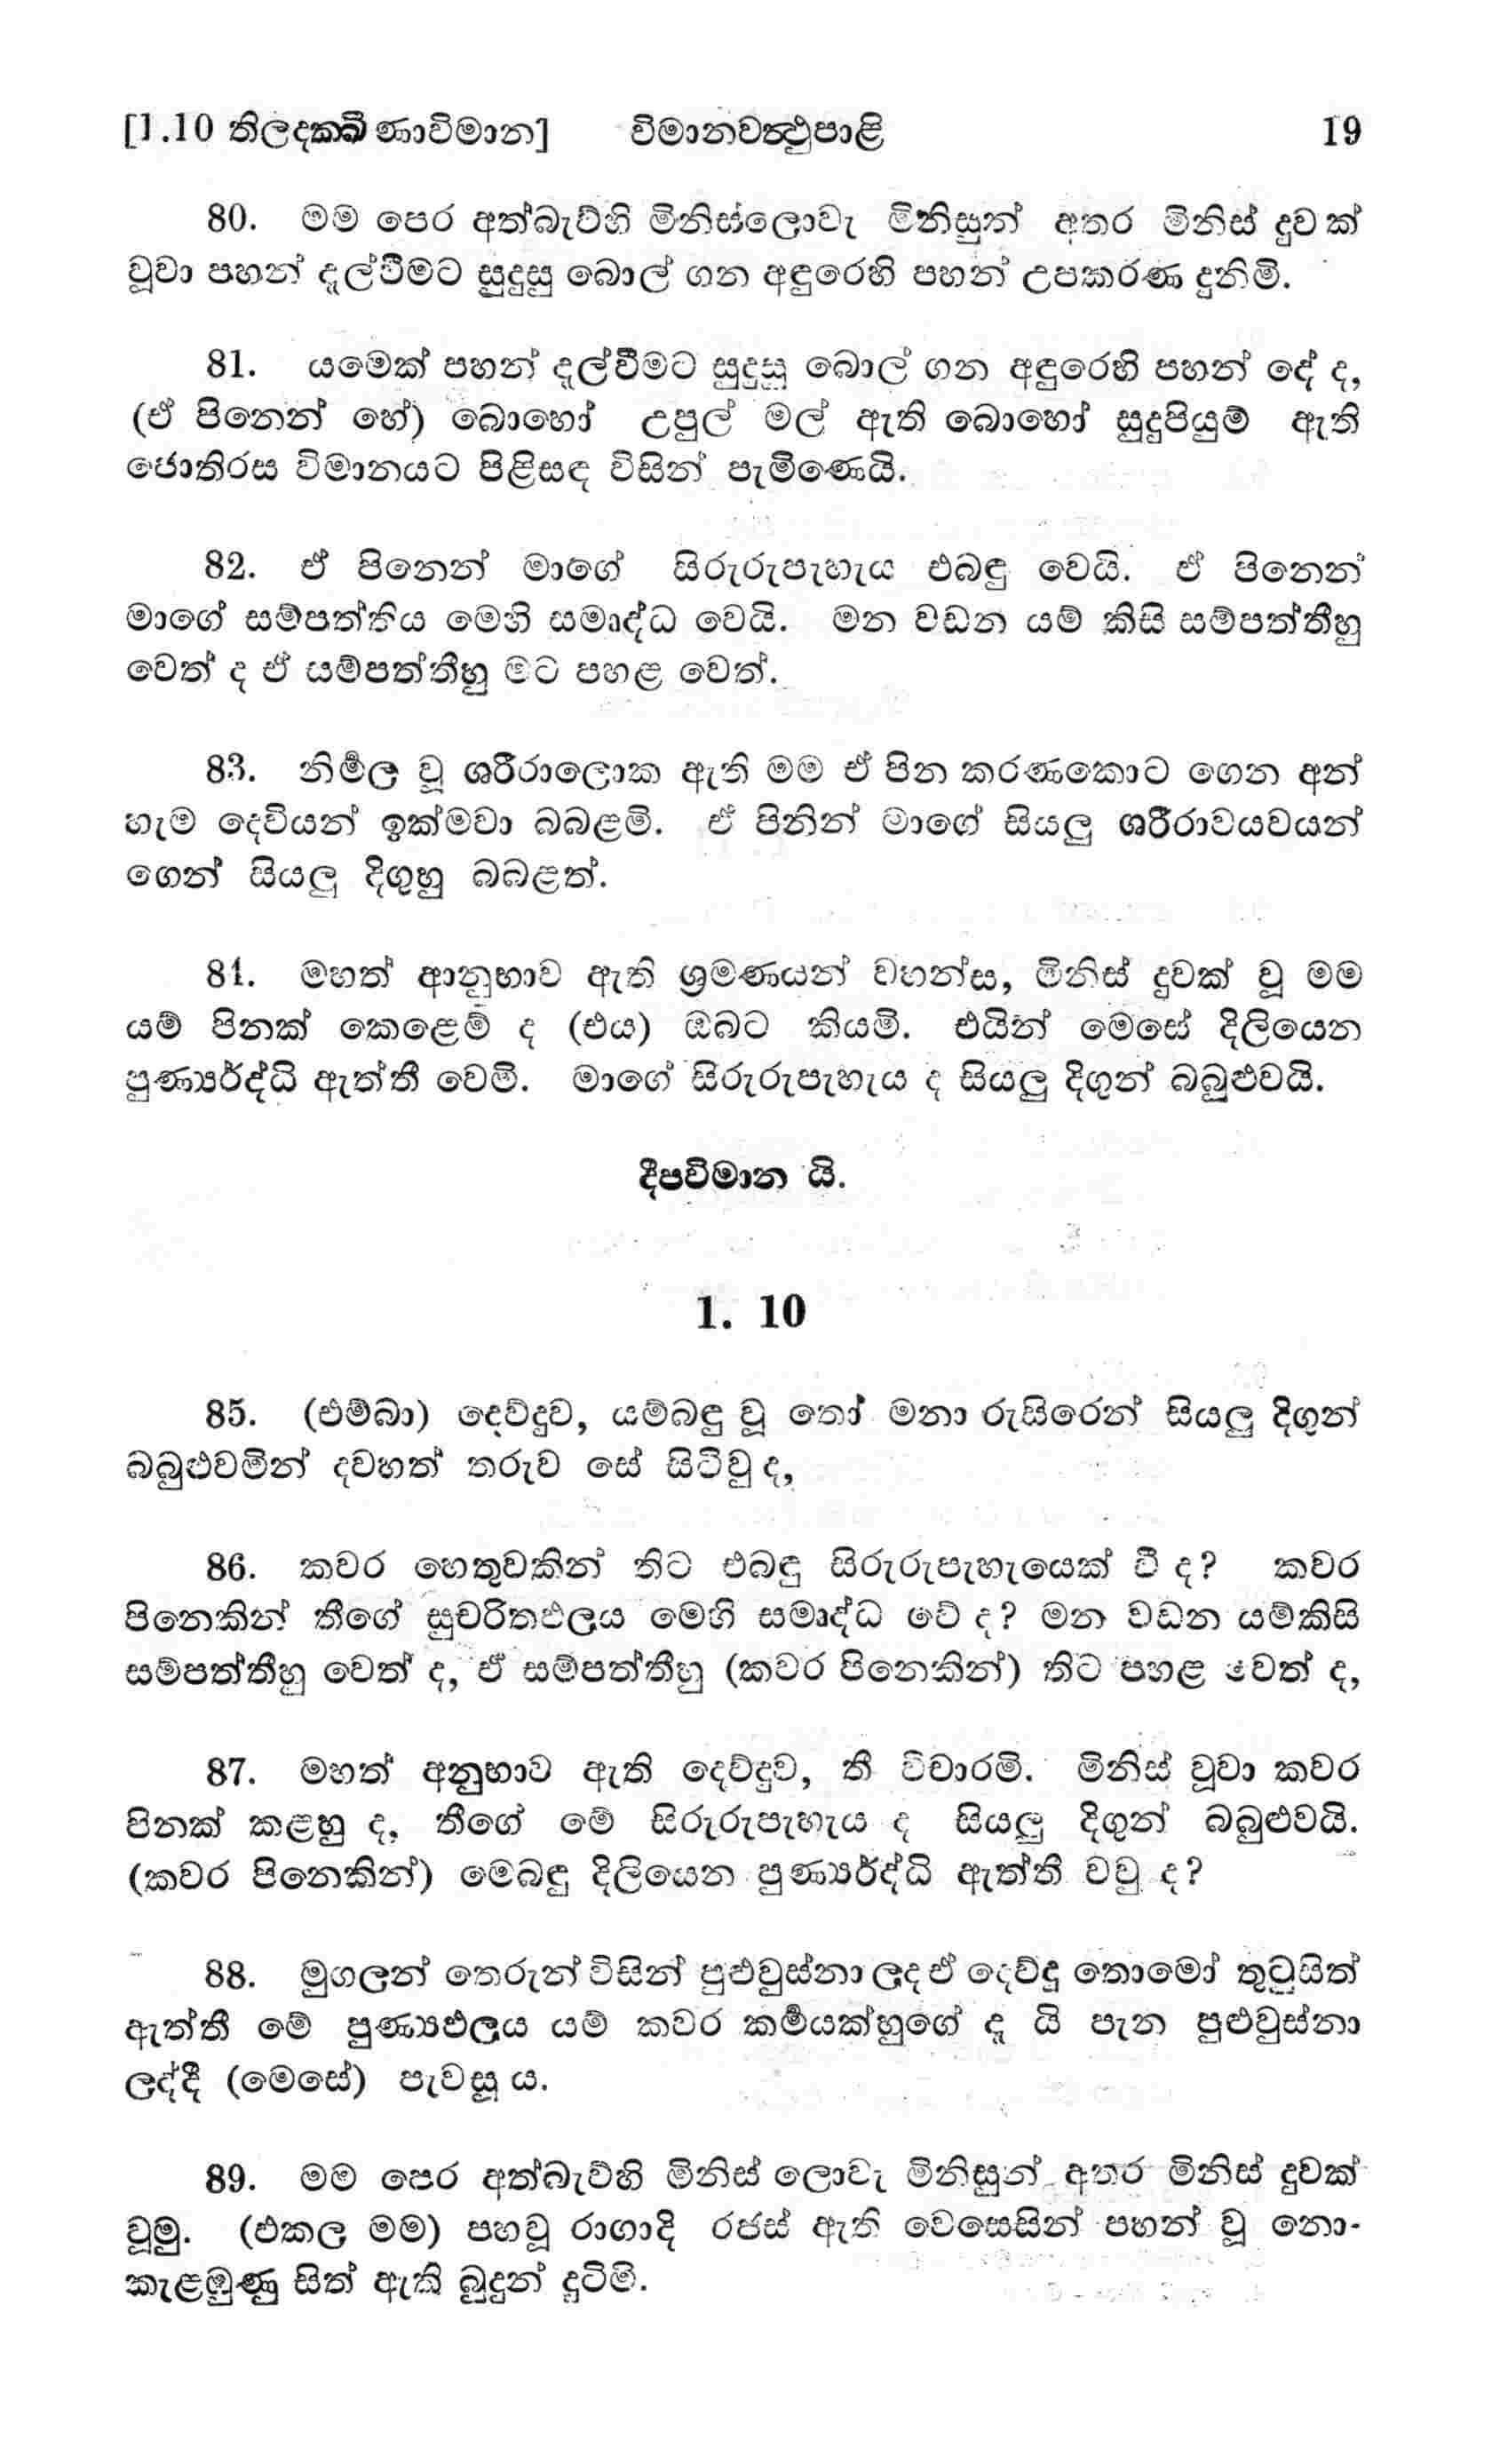 [1.10 තිලදක්ඛිණාවිමාන] විමානවත්ථුපාළි 19
80. මම පෙර අත්බැව්හි මිනිස්ලොවැ මිනිසුන් අතර මිනිස් දුවක්
වූවා පහන් දැල්වීමට සුදුසු බොල් ගන අඳුරෙහි පහන් උපකරණ දුනිමි.
81. යමෙක් පහන් දැල්වීමට සුදුසු බොල් ගන අඳුරෙහි පහන් දේ ද,
(ඒ පිනෙන් හේ) බොහෝ උපුල් මල් ඇති බොහෝ සුදුපියුම් ඇති
ජොතිරස විමානයට පිළිසඳ විසින් පැමිණෙයි.
82. ඒ පිනෙන් මාගේ සිරුරුපැහැය එබඳු වෙයි. ඒ පිනෙන්
මාගේ සම්පත්තිය මෙහි සමෘද්ධ වෙයි. මන වඩන යම් කිසි සම්පත්තීහු
වෙත් ද ඒ සම්පත්තීහු මට පහළ වෙත්.
83. නිර්‍මල වූ ශරීරාලොක ඇති මම ඒ පින කරණකොට ගෙන අන්
හැම දෙවියන් ඉක්මවා බබළමි. ඒ පිනින් මාගේ සියලු ශරීරාවයවයන්
ගෙන් සියලු දිගුහු බබළත්.
84. මහත් ආනුභාව ඇති ශ්‍රමණයන් වහන්ස, මිනිස් දුවක් වූ මම
යම් පිනක් කෙළෙම් ද (එය) ඔබට කියමි. එයින් මෙසේ දිලියෙන
පුණ්‍යර්ද්ධි ඇත්තී වෙමි. මාගේ සිරුරුපැහැය ද සියලු දිගුන් බබුළුවයි.
දීපවිමාන යි.
1. 10
85. (එම්බා) දෙව්දුව, යම්බඳු වූ තෝ මනා රුසිරෙන් සියලු දිගුන්
බබුළුවමින් දවහත් තරුව සේ සිටිවු ද,
86. කවර හෙතුවකින් තිට එබඳු සිරුරුපැහැයෙක් වී ද? කවර
පිනෙකින් තීගේ සුචරිතඵලය මෙහි සමෘද්ධ වේ ද? මන වඩන යම්කිසි
සම්පත්තීහු වෙත් ද, ඒ සම්පත්තීහු (කවර පිනෙකින්) තිට පහළ වෙත් ද,
87. මහත් අනුභාව ඇති දෙව්දුව, තී විචාරමි. මිනිස් වූවා කවර
පිනක් කළහු ද, තීගේ මේ සිරුරුපැහැය ද සියලු දිගුන් බබුළුවයි.
(කවර පිනෙකින්) මෙබඳු දිලියෙන පුණ්‍යර්ද්ධි ඇත්තී වවු ද?
88. මුගලන් තෙරුන් විසින් පුළුවුස්නා ලද ඒ දෙව්දූ තොමෝ තුටුසිත්
ඇත්තී මේ පුණ්‍යඵලය යම් කවර කර්‍මයක්හුගේ දැ යි පැන පුළුවුස්නා
ලද්දී (මෙසේ) පැවසූ ය.
89. මම පෙර අත්බැව්හි මිනිස් ලොවැ මිනිසුන් අතර මිනිස් දුවක්
වූමු. (එකල මම) පහවූ රාගාදි රජස් ඇති වෙසෙසින් පහන් වූ නො-
කැළඹුණු සිත් ඇති බුදුන් දුටිමි.